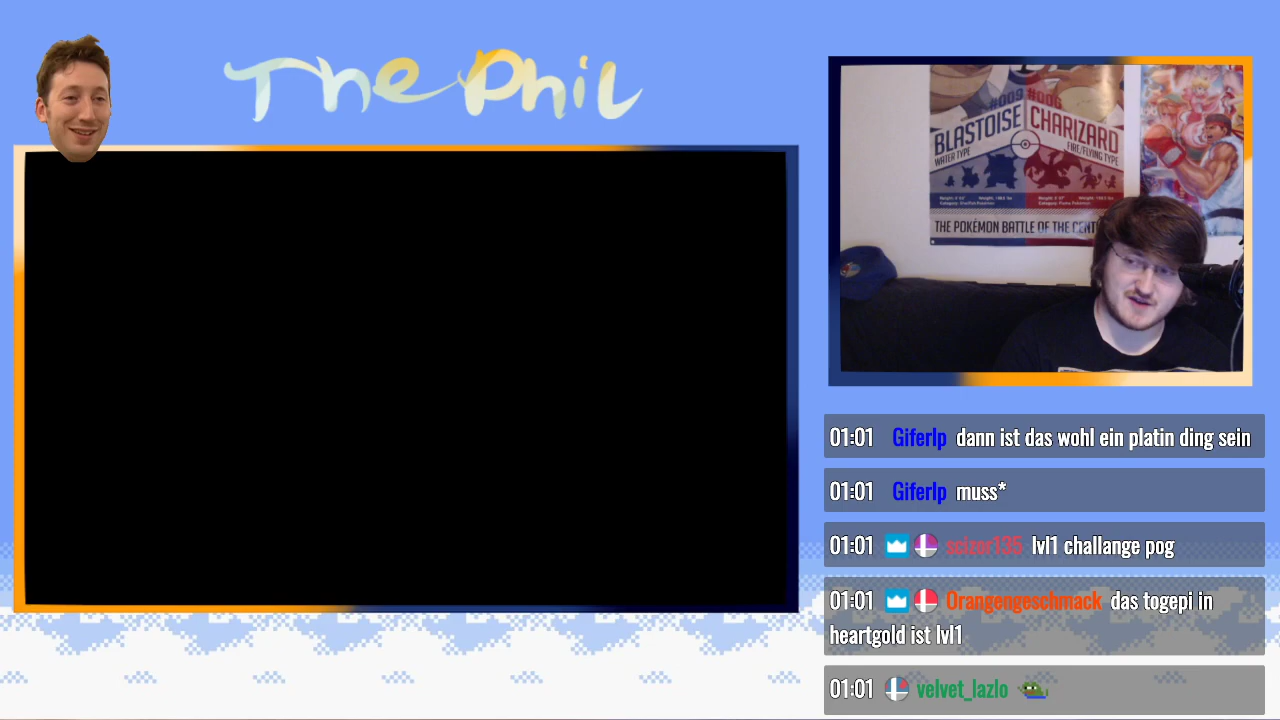 The Phil
#009 #006
BLASTOISE CHARIZARD
WATER TYPE FIRE/FLYING TYPE
THE POKÉMON BATTLE OF THE CENT
01:01 Giferlp dann ist das wohl ein platin ding sein
01:01 Giferlp muss*
01:01 scizor135 lvl1 challange pog
01:01 Orangengeschmack das togepi in
heartgold ist lvl1
01:01 velvet_lazlo